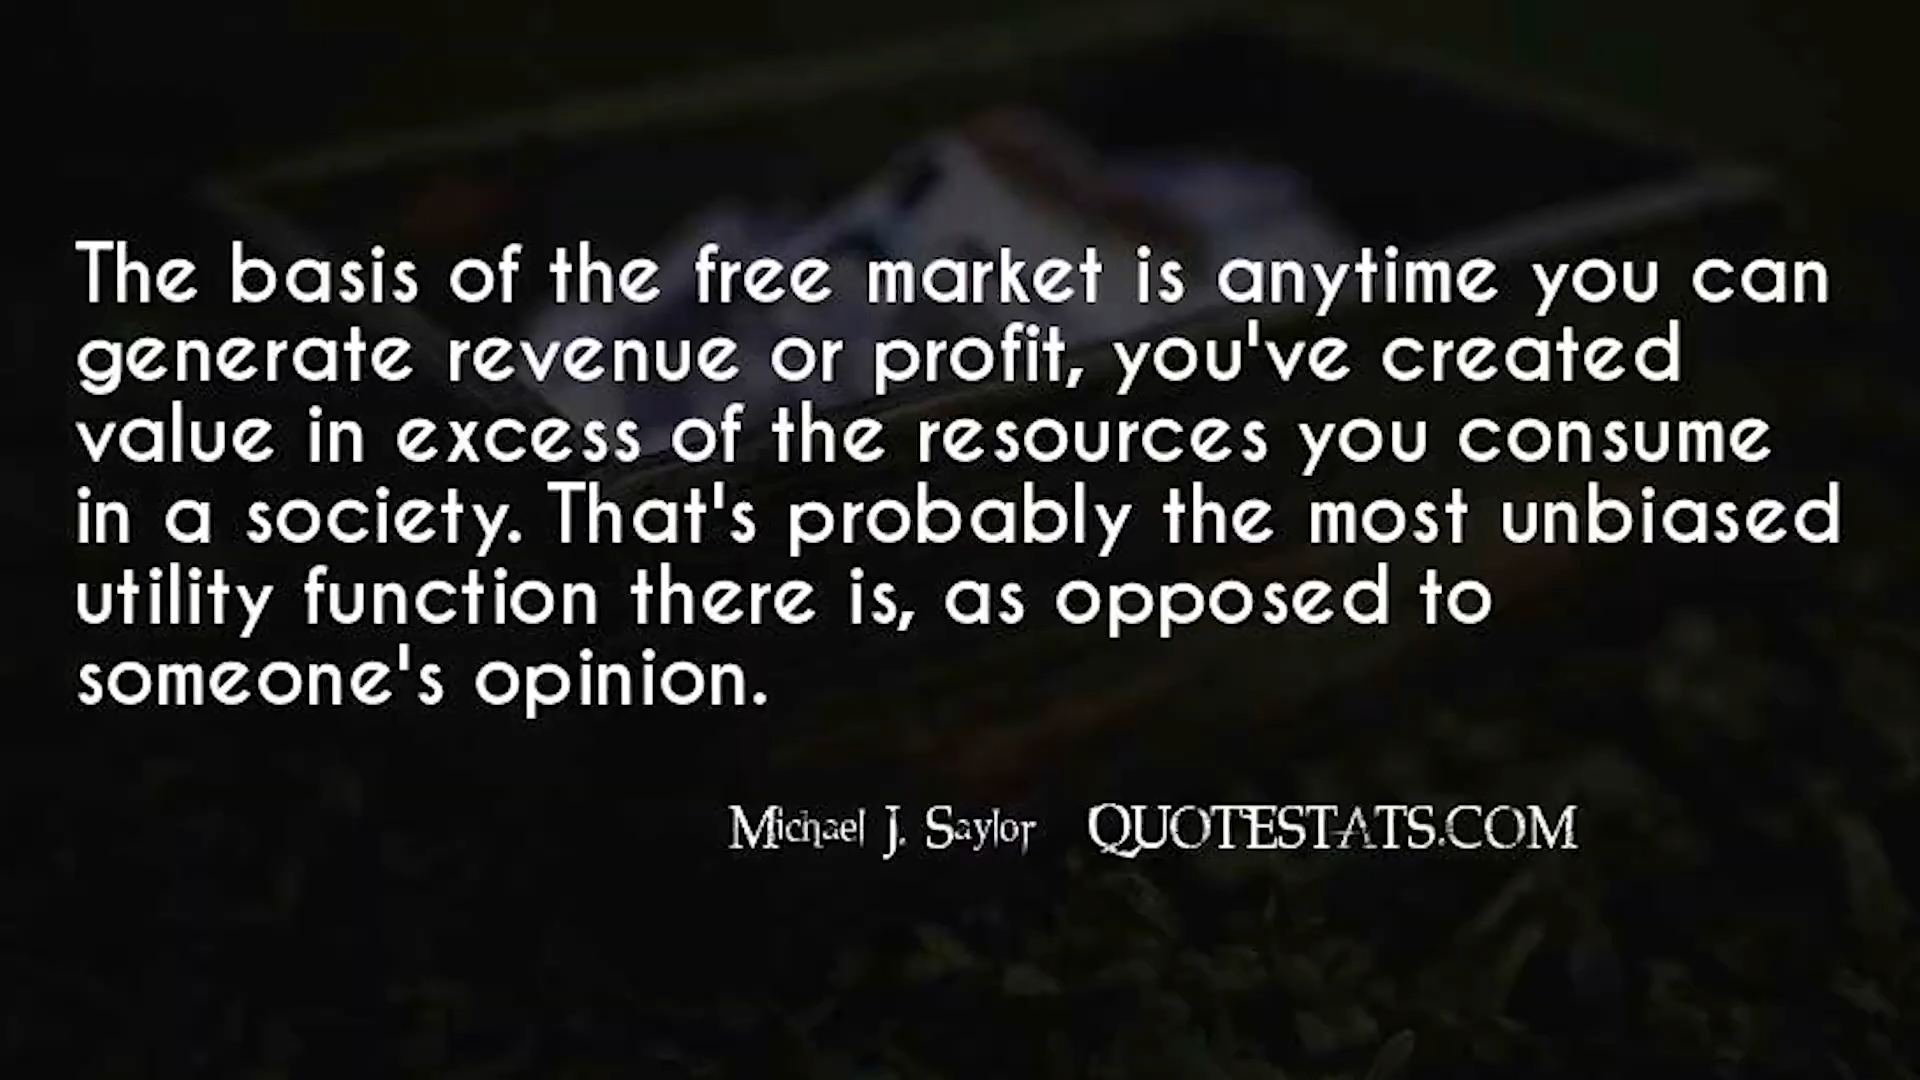 The basis of the free market is anytime you can
generate revenue or profit, you've created
value in excess of the resources you consume
in a society. That's probably the most unbiased
utility function there is, as opposed to
someone's opinion.
Michael J. Saylor QUOTESTATS.COM